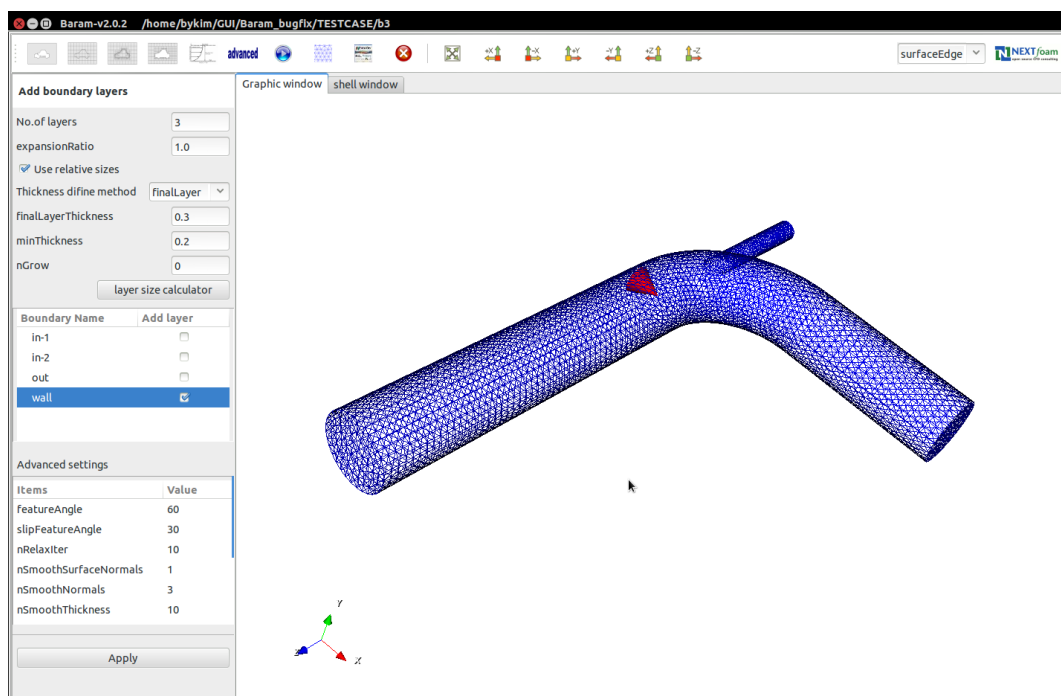 Baram-v2.0.2 /home/bykim/GUI/Baram_bugfix/TESTCASE/b3
advanced
+X
-X
+Y
-Y
+Z
-Z
surfaceEdge
NEXTfoam
Add boundary layers
Graphic window
shell window
No.of layers 3
expansionRatio 1.0
Use relative sizes
Thickness difine method finalLayer
finalLayerThickness 0.3
minThickness 0.2
nGrow 0
layer size calculator
Boundary Name Add layer
in-1
in-2
out
wall
Advanced settings
Items Value
featureAngle 60
slipFeatureAngle 30
nRelaxIter 10
nSmoothSurfaceNormals 1
nSmoothNormals 3
nSmoothThickness 10
Apply
Y
Z
X